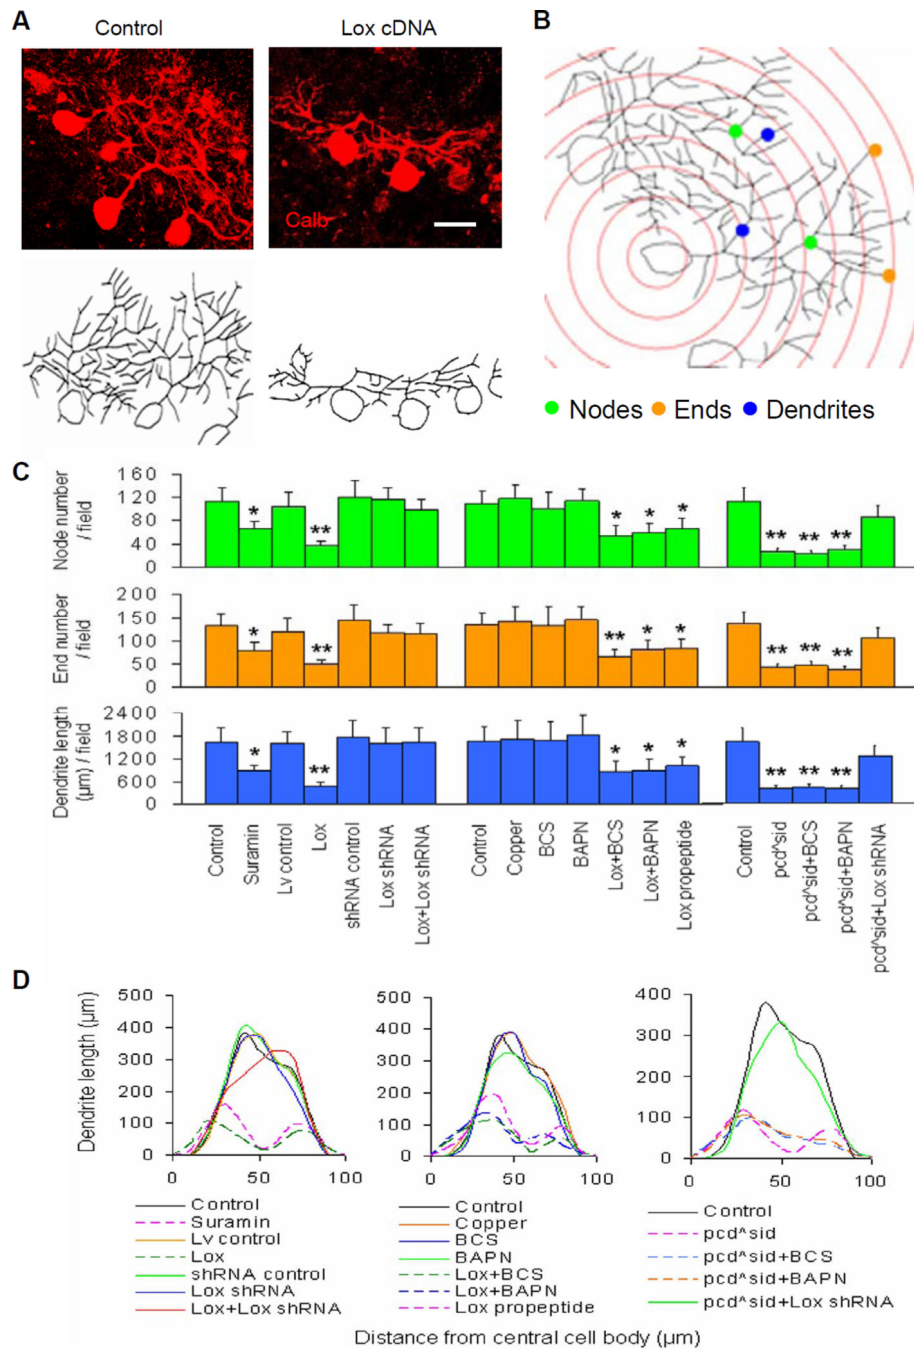 A
Control
Lox cDNA
B
Calb
Nodes
Ends
Dendrites
C
Node number
/ field
160
120
80
40
0
* ** * * * ** ** **
End number
/ field
200
150
100
50
0
* ** ** * * ** ** **
Dendrite length
(µm) / field
2400
1800
1200
600
0
* ** * * * ** ** **
Control
Suramin
Lv control
Lox
shRNA control
Lox shRNA
Lox+Lox shRNA
Control
Copper
BCS
BAPN
Lox+BCS
Lox+BAPN
Lox propeptide
Control
pcd^sid
pcd^sid+BCS
pcd^sid+BAPN
pcd^sid+Lox shRNA
D
Dendrite length (µm)
500
400
300
200
100
0
0 50 100
Control
Suramin
Lv control
Lox
shRNA control
Lox shRNA
Lox+Lox shRNA
500
400
300
200
100
0
0 50 100
Control
Copper
BCS
BAPN
Lox+BCS
Lox+BAPN
Lox propeptide
400
300
200
100
0
0 50 100
Control
pcd^sid
pcd^sid+BCS
pcd^sid+BAPN
pcd^sid+Lox shRNA
Distance from central cell body (µm)